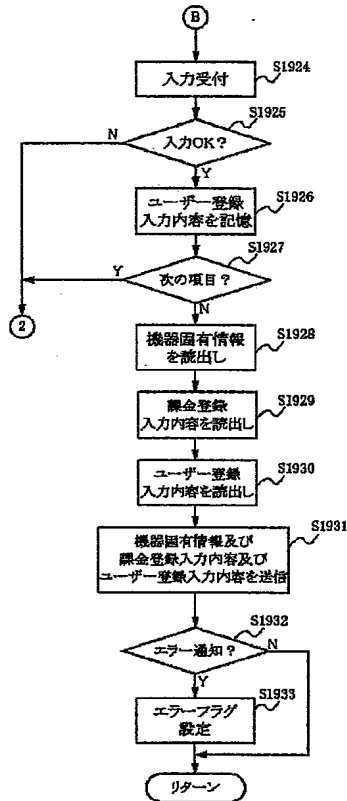 B
S1924
入力受付
S1925
N
入力OK?
Y
S1926
ユーザー登録
入力内容を記憶
S1927
Y
次の項目?
N
2
S1928
機器固有情報
を読出し
S1929
課金登録
入力内容を読出し
S1930
ユーザー登録
入力内容を読出し
S1931
機器固有情報及び
課金登録入力内容及び
ユーザー登録入力内容を送信
S1932
エラー通知?
N
Y
S1933
エラーフラグ
設定
リターン